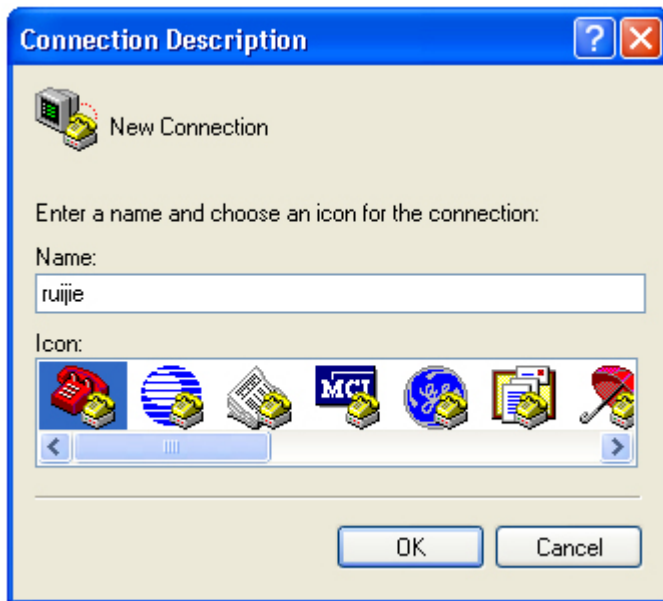 Connection Description
New Connection
Enter a name and choose an icon for the connection:
Name:
ruijie
Icon:
MCI
OK
Cancel